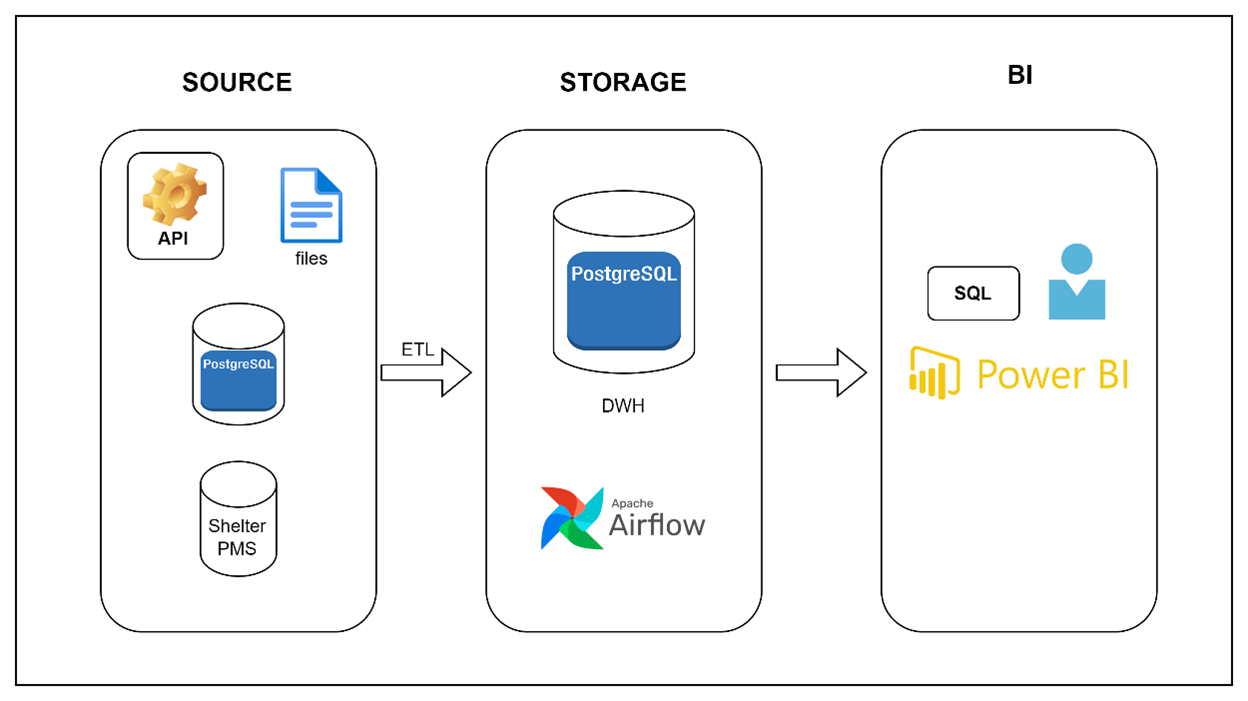 SOURCE
STORAGE
BI
API
files
PostgreSQL
Shelter
PMS
ETL
PostgreSQL
DWH
Apache
Airflow
SQL
Power BI